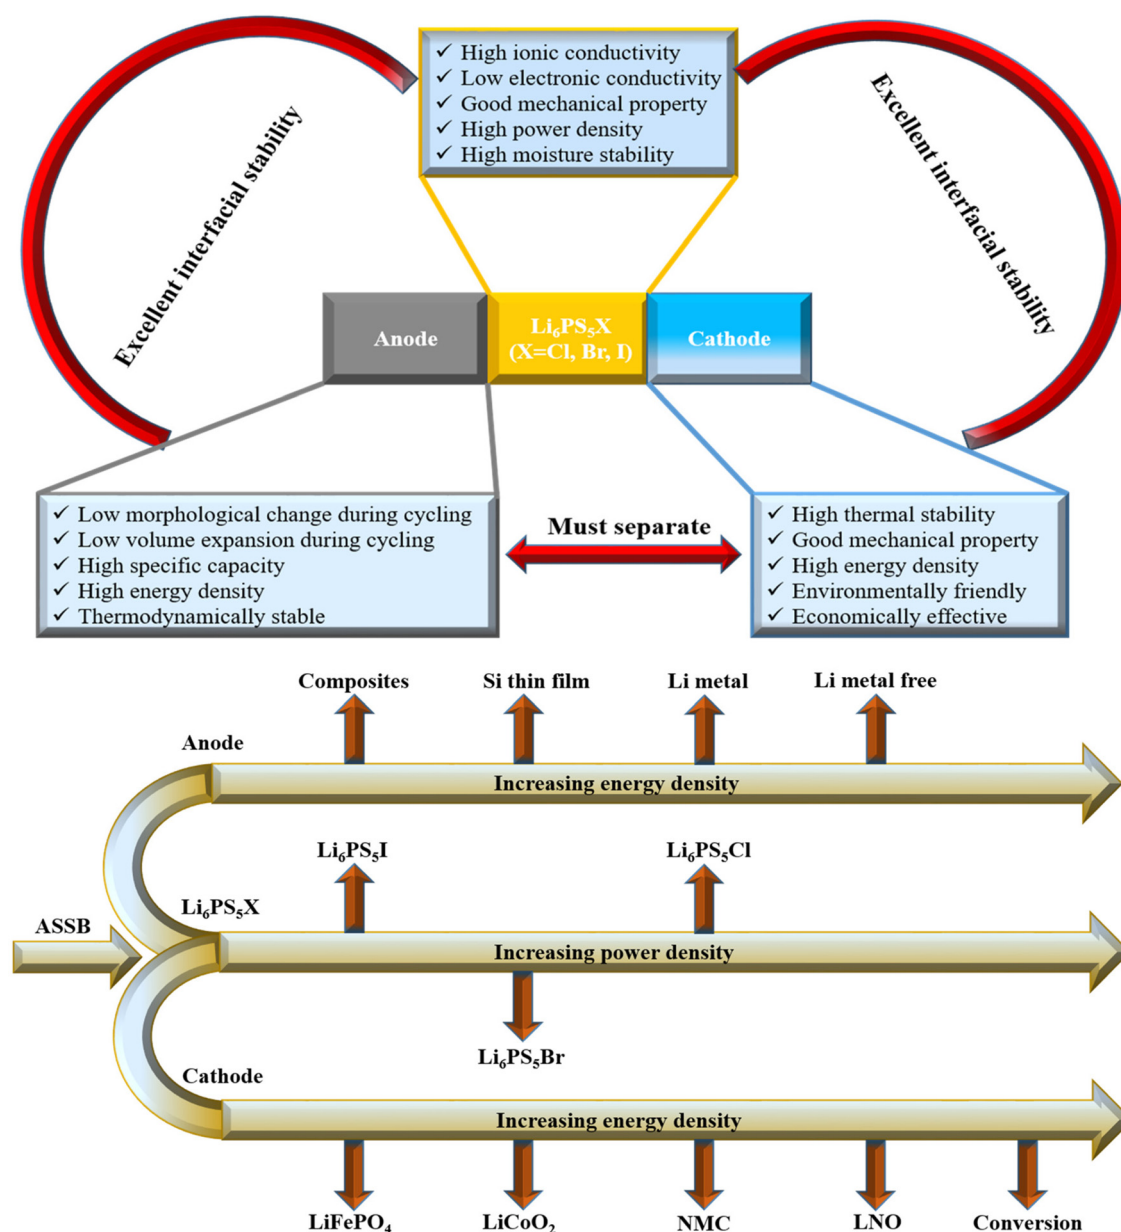 ✓ High ionic conductivity
✓ Low electronic conductivity
✓ Good mechanical property
✓ High power density
✓ High moisture stability
Excellent interfacial stability
Excellent interfacial stability
Anode
Li₆PS₅X
(X=Cl, Br, I)
Cathode
✓ Low morphological change during cycling
✓ Low volume expansion during cycling
✓ High specific capacity
✓ High energy density
✓ Thermodynamically stable
Must separate
✓ High thermal stability
✓ Good mechanical property
✓ High energy density
✓ Environmentally friendly
✓ Economically effective
Composites
Si thin film
Li metal
Li metal free
Anode
Increasing energy density
Li₆PS₅I
Li₆PS₅Cl
Li₆PS₅X
ASSB
Increasing power density
Li₆PS₅Br
Cathode
Increasing energy density
LiFePO₄
LiCoO₂
NMC
LNO
Conversion